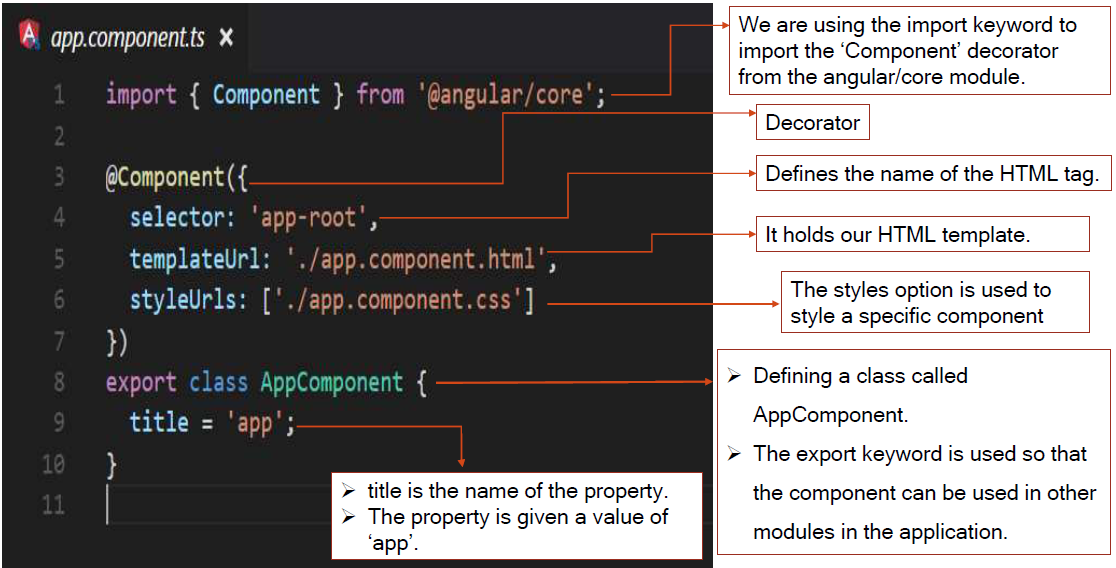 app.component.ts ×
We are using the import keyword to
import the ‘Component’ decorator
from the angular/core module.
1 import { Component } from '@angular/core';
2
Decorator
3 @Component({
Defines the name of the HTML tag.
4 selector: 'app-root',
It holds our HTML template.
5 templateUrl: './app.component.html',
6 styleUrls: ['./app.component.css']
The styles option is used to
style a specific component
7 })
8 export class AppComponent {
➢ Defining a class called
AppComponent.
➢ The export keyword is used so that
the component can be used in other
modules in the application.
9 title = 'app';
10 }
11
➢ title is the name of the property.
➢ The property is given a value of
‘app’.